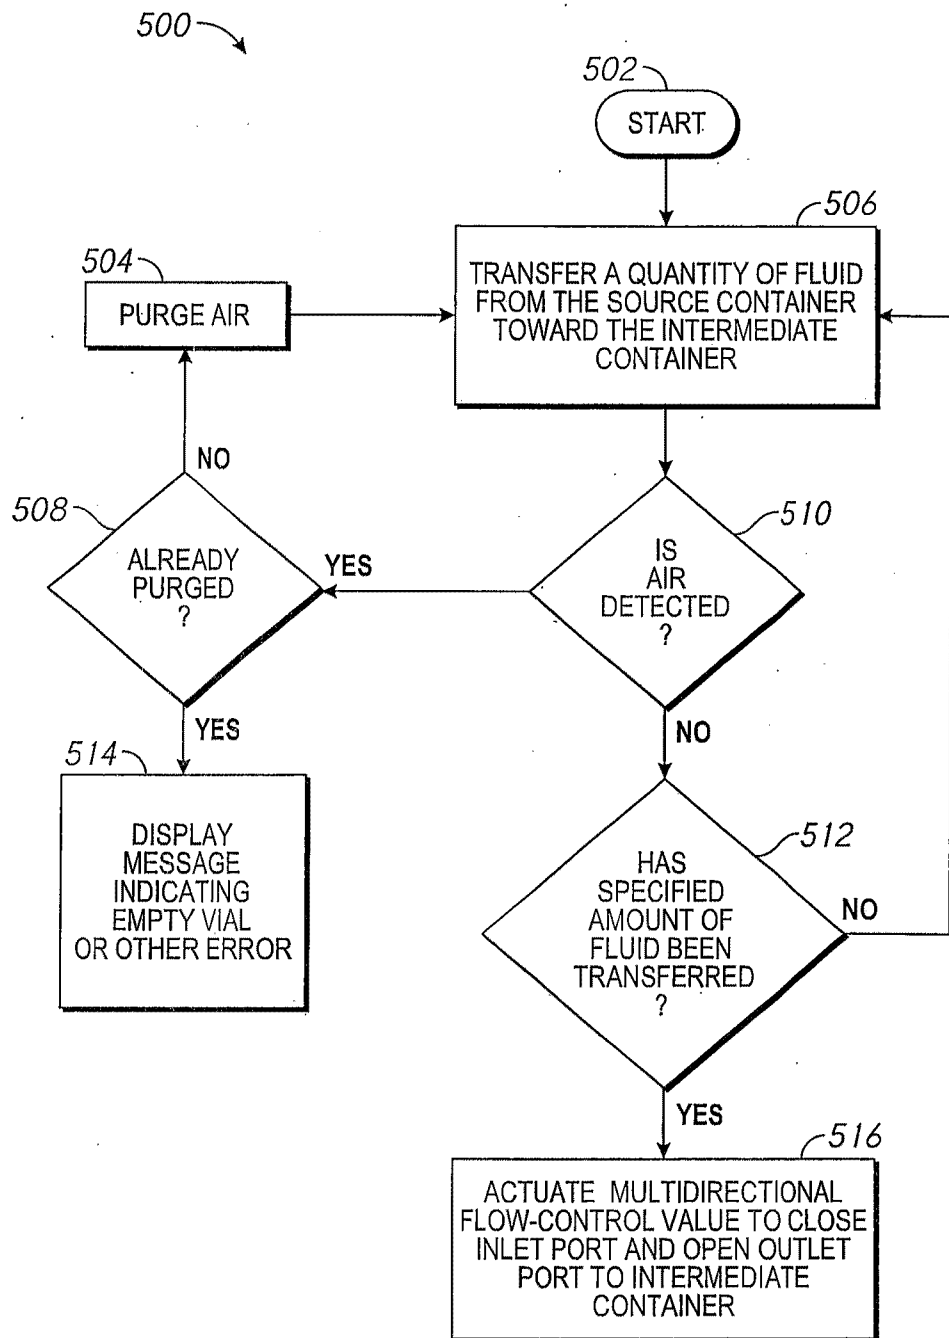 500
502
START
506
TRANSFER A QUANTITY OF FLUID
FROM THE SOURCE CONTAINER
TOWARD THE INTERMEDIATE
CONTAINER
504
PURGE AIR
NO
508
ALREADY
PURGED
?
YES
510
IS
AIR
DETECTED
?
YES
NO
514
DISPLAY
MESSAGE
INDICATING
EMPTY VIAL
OR OTHER ERROR
512
HAS
SPECIFIED
AMOUNT OF
FLUID BEEN
TRANSFERRED
?
NO
YES
516
ACTUATE MULTIDIRECTIONAL
FLOW-CONTROL VALUE TO CLOSE
INLET PORT AND OPEN OUTLET
PORT TO INTERMEDIATE
CONTAINER